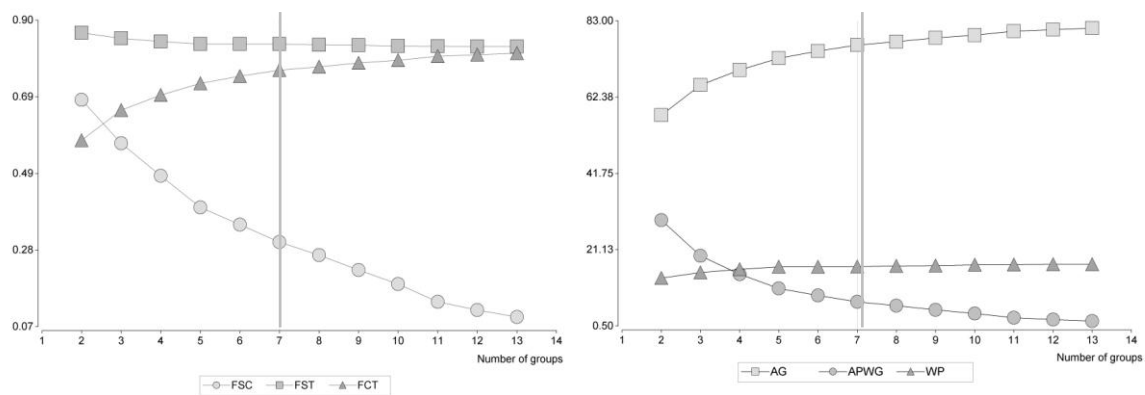 0.90
0.69
0.49
0.28
0.07
1 2 3 4 5 6 7 8 9 10 11 12 13 14
Number of groups
FSC FST FCT
83.00
62.38
41.75
21.13
0.50
1 2 3 4 5 6 7 8 9 10 11 12 13 14
Number of groups
AG APWG WP